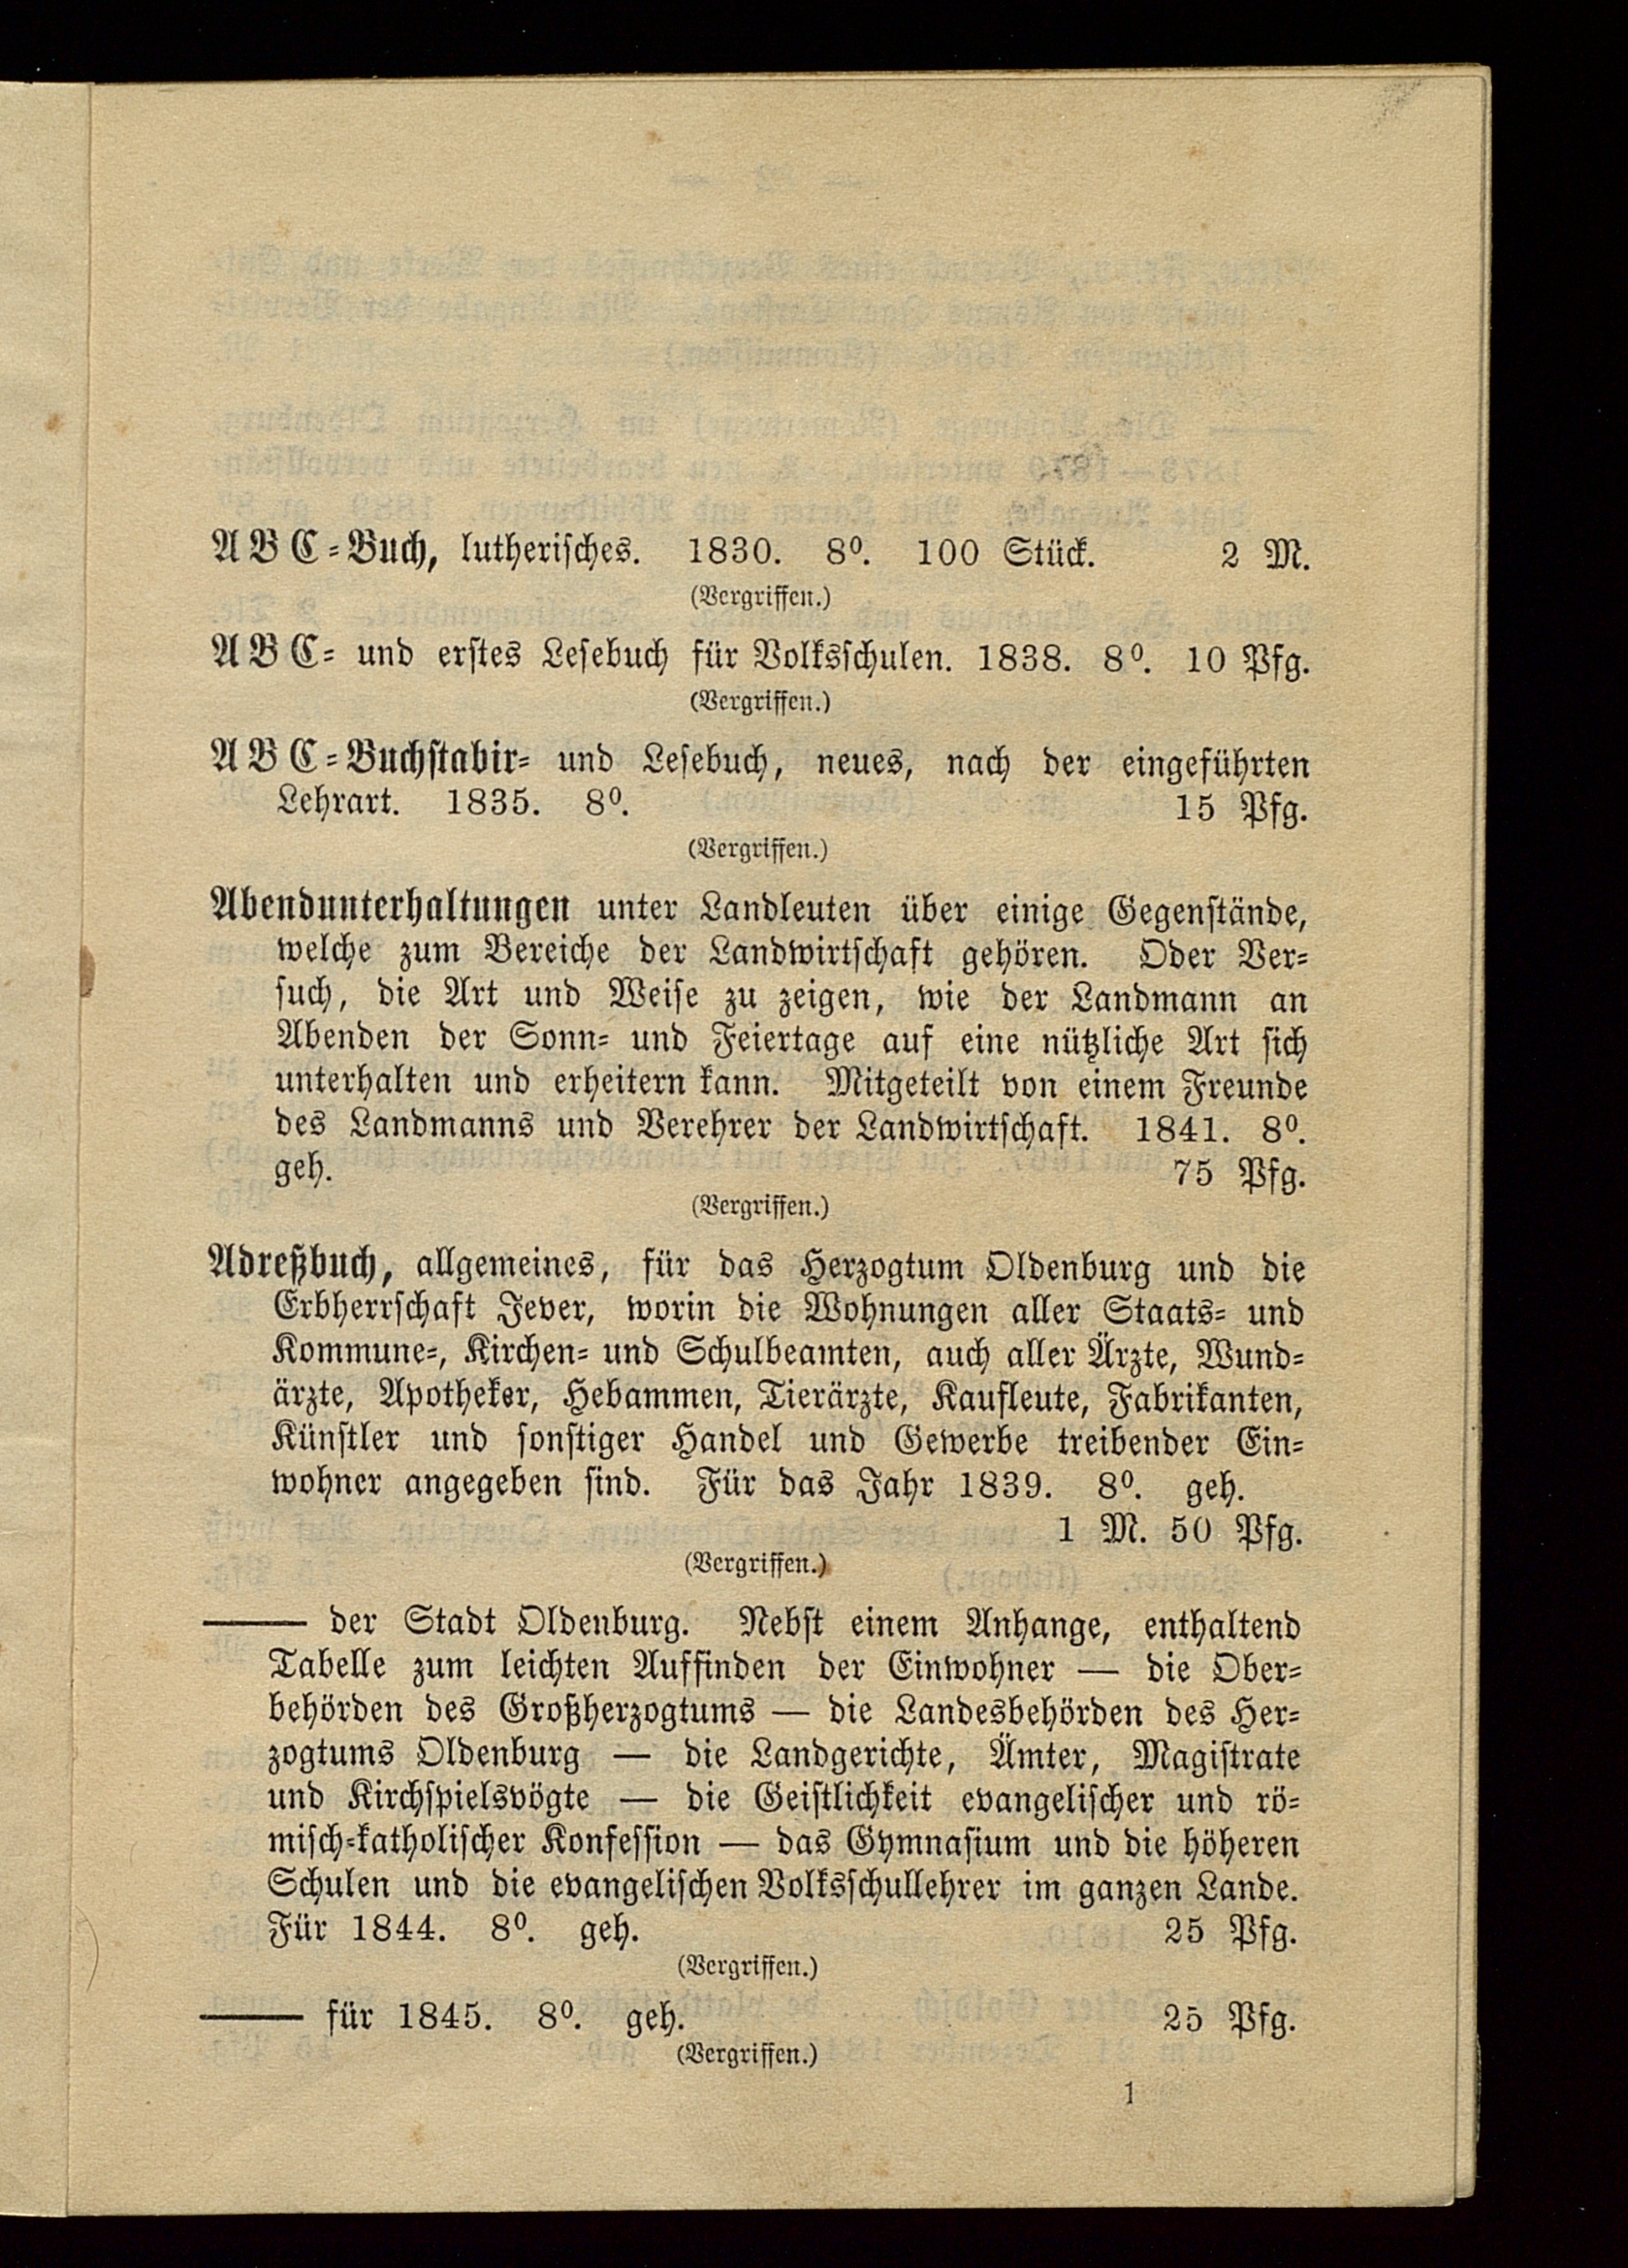 A B C-Buch, lutherisches. 1830. 8⁰. 100 Stück. 2 M.
(Vergriffen.)
A B C- und erstes Lesebuch für Volksschulen. 1838. 8⁰. 10 Pfg.
(Vergriffen.)
A B C-Buchstabir- und Lesebuch, neues, nach der eingeführten
Lehrart. 1835. 8⁰. 15 Pfg.
(Vergriffen.)
Abendunterhaltungen unter Landleuten über einige Gegenstände,
welche zum Bereiche der Landwirtschaft gehören. Oder Ver-
such, die Art und Weise zu zeigen, wie der Landmann an
Abenden der Sonn- und Feiertage auf eine nützliche Art sich
unterhalten und erheitern kann. Mitgeteilt von einem Freunde
des Landmanns und Verehrer der Landwirtschaft. 1841. 8⁰.
geh. 75 Pfg.
(Vergriffen.)
Adreßbuch, allgemeines, für das Herzogtum Oldenburg und die
Erbherrschaft Jever, worin die Wohnungen aller Staats- und
Kommune-, Kirchen- und Schulbeamten, auch aller Ärzte, Wund-
ärzte, Apotheker, Hebammen, Tierärzte, Kaufleute, Fabrikanten,
Künstler und sonstiger Handel und Gewerbe treibender Ein-
wohner angegeben sind. Für das Jahr 1839. 8⁰. geh.
1 M. 50 Pfg.
(Vergriffen.)
—— der Stadt Oldenburg. Nebst einem Anhange, enthaltend
Tabelle zum leichten Auffinden der Einwohner — die Ober-
behörden des Großherzogtums — die Landesbehörden des Her-
zogtums Oldenburg — die Landgerichte, Ämter, Magistrate
und Kirchspielsvögte — die Geistlichkeit evangelischer und rö-
misch-katholischer Konfession — das Gymnasium und die höheren
Schulen und die evangelischen Volksschullehrer im ganzen Lande.
Für 1844. 8⁰. geh. 25 Pfg.
(Vergriffen.)
—— für 1845. 8⁰. geh. 25 Pfg.
(Vergriffen.)
1